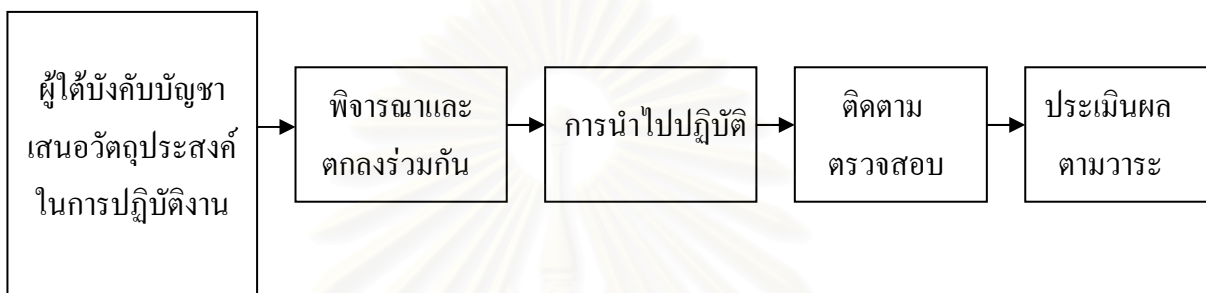 ผู้ใต้บังคับบัญชา
เสนอวัตถุประสงค์
ในการปฏิบัติงาน
พิจารณาและ
ตกลงร่วมกัน
การนำไปปฏิบัติ
ติดตาม
ตรวจสอบ
ประเมินผล
ตามวาระ